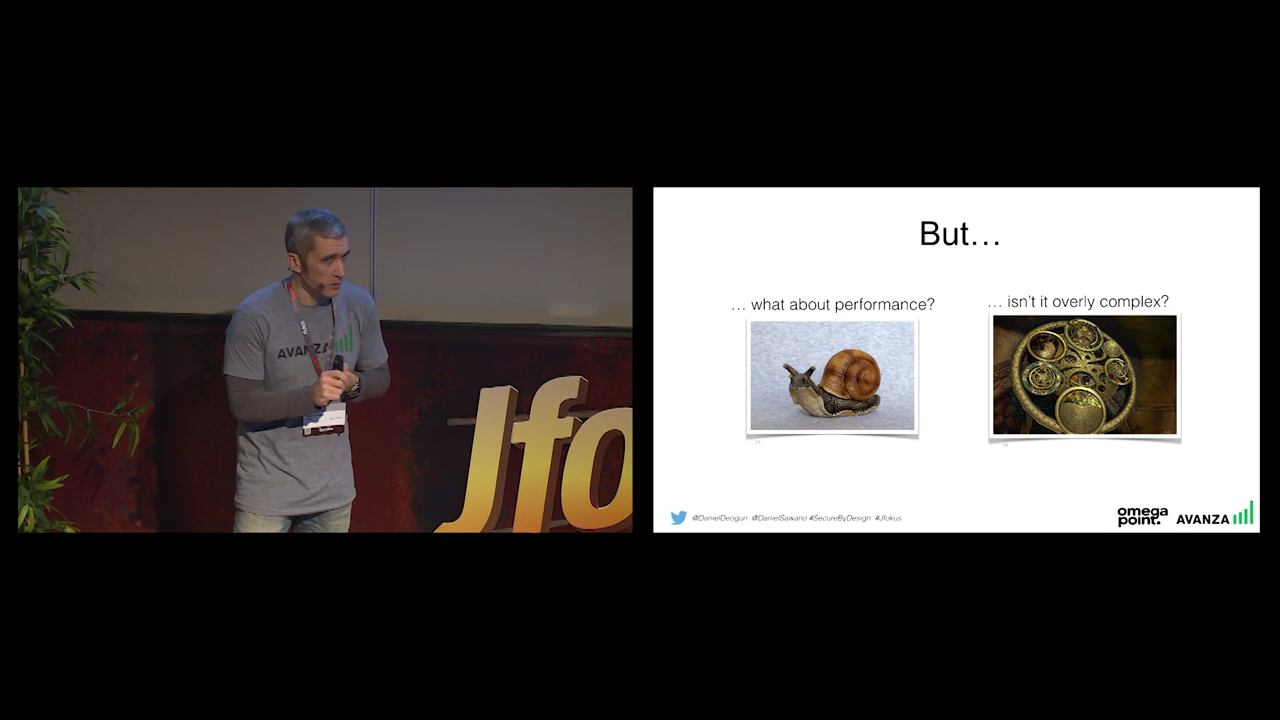 AVANZA
Jfo
But…
… what about performance?
… isn't it overly complex?
@DanielDeogun @DanielSawano #SecureByDesign #Jfokus
omega
point.
AVANZA